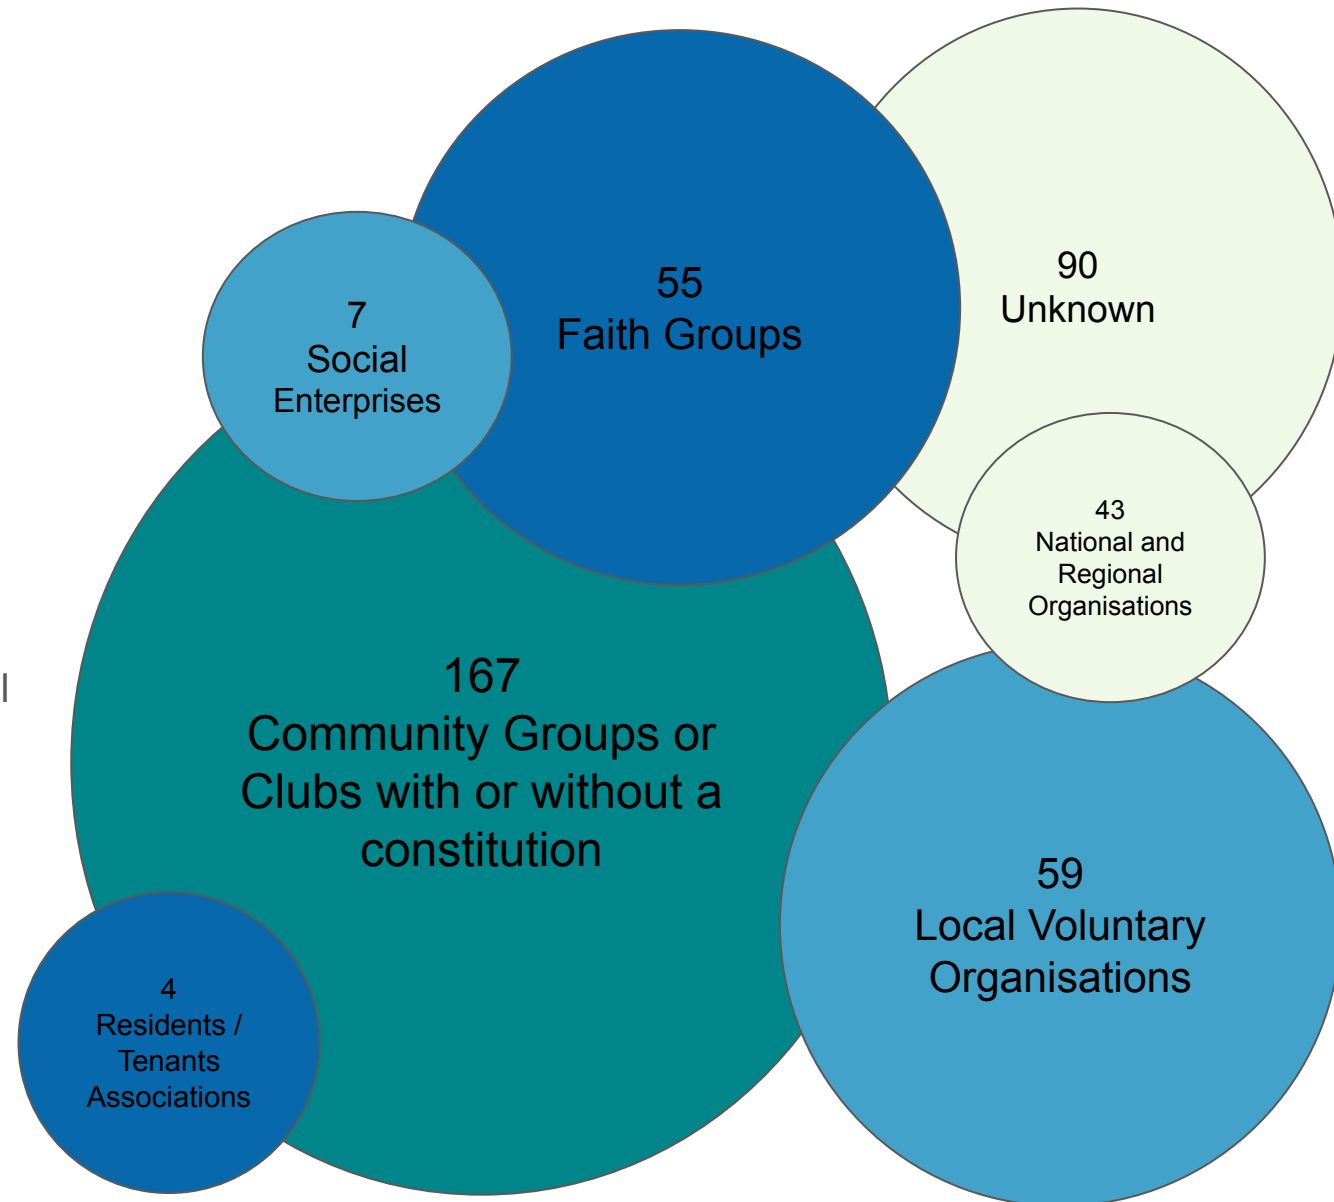 55
Faith Groups
90
Unknown
7
Social
Enterprises
43
National and
Regional
Organisations
167
Community Groups or
Clubs with or without a
constitution
l
59
Local Voluntary
Organisations
4
Residents /
Tenants
Associations